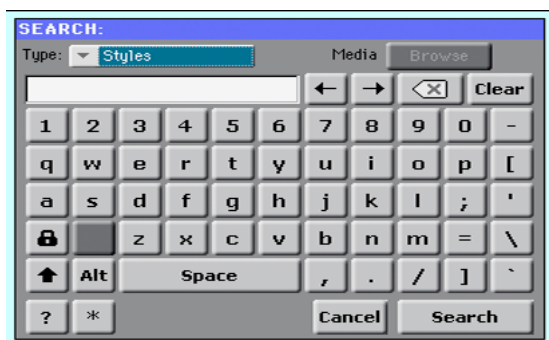 SEARCH:
Type: Styles Media Browse
← → Clear
1 2 3 4 5 6 7 8 9 0 -
q w e r t y u i o p [
a s d f g h j k l ; '
z x c v b n m = \
Alt Space , . / ] `
? * Cancel Search